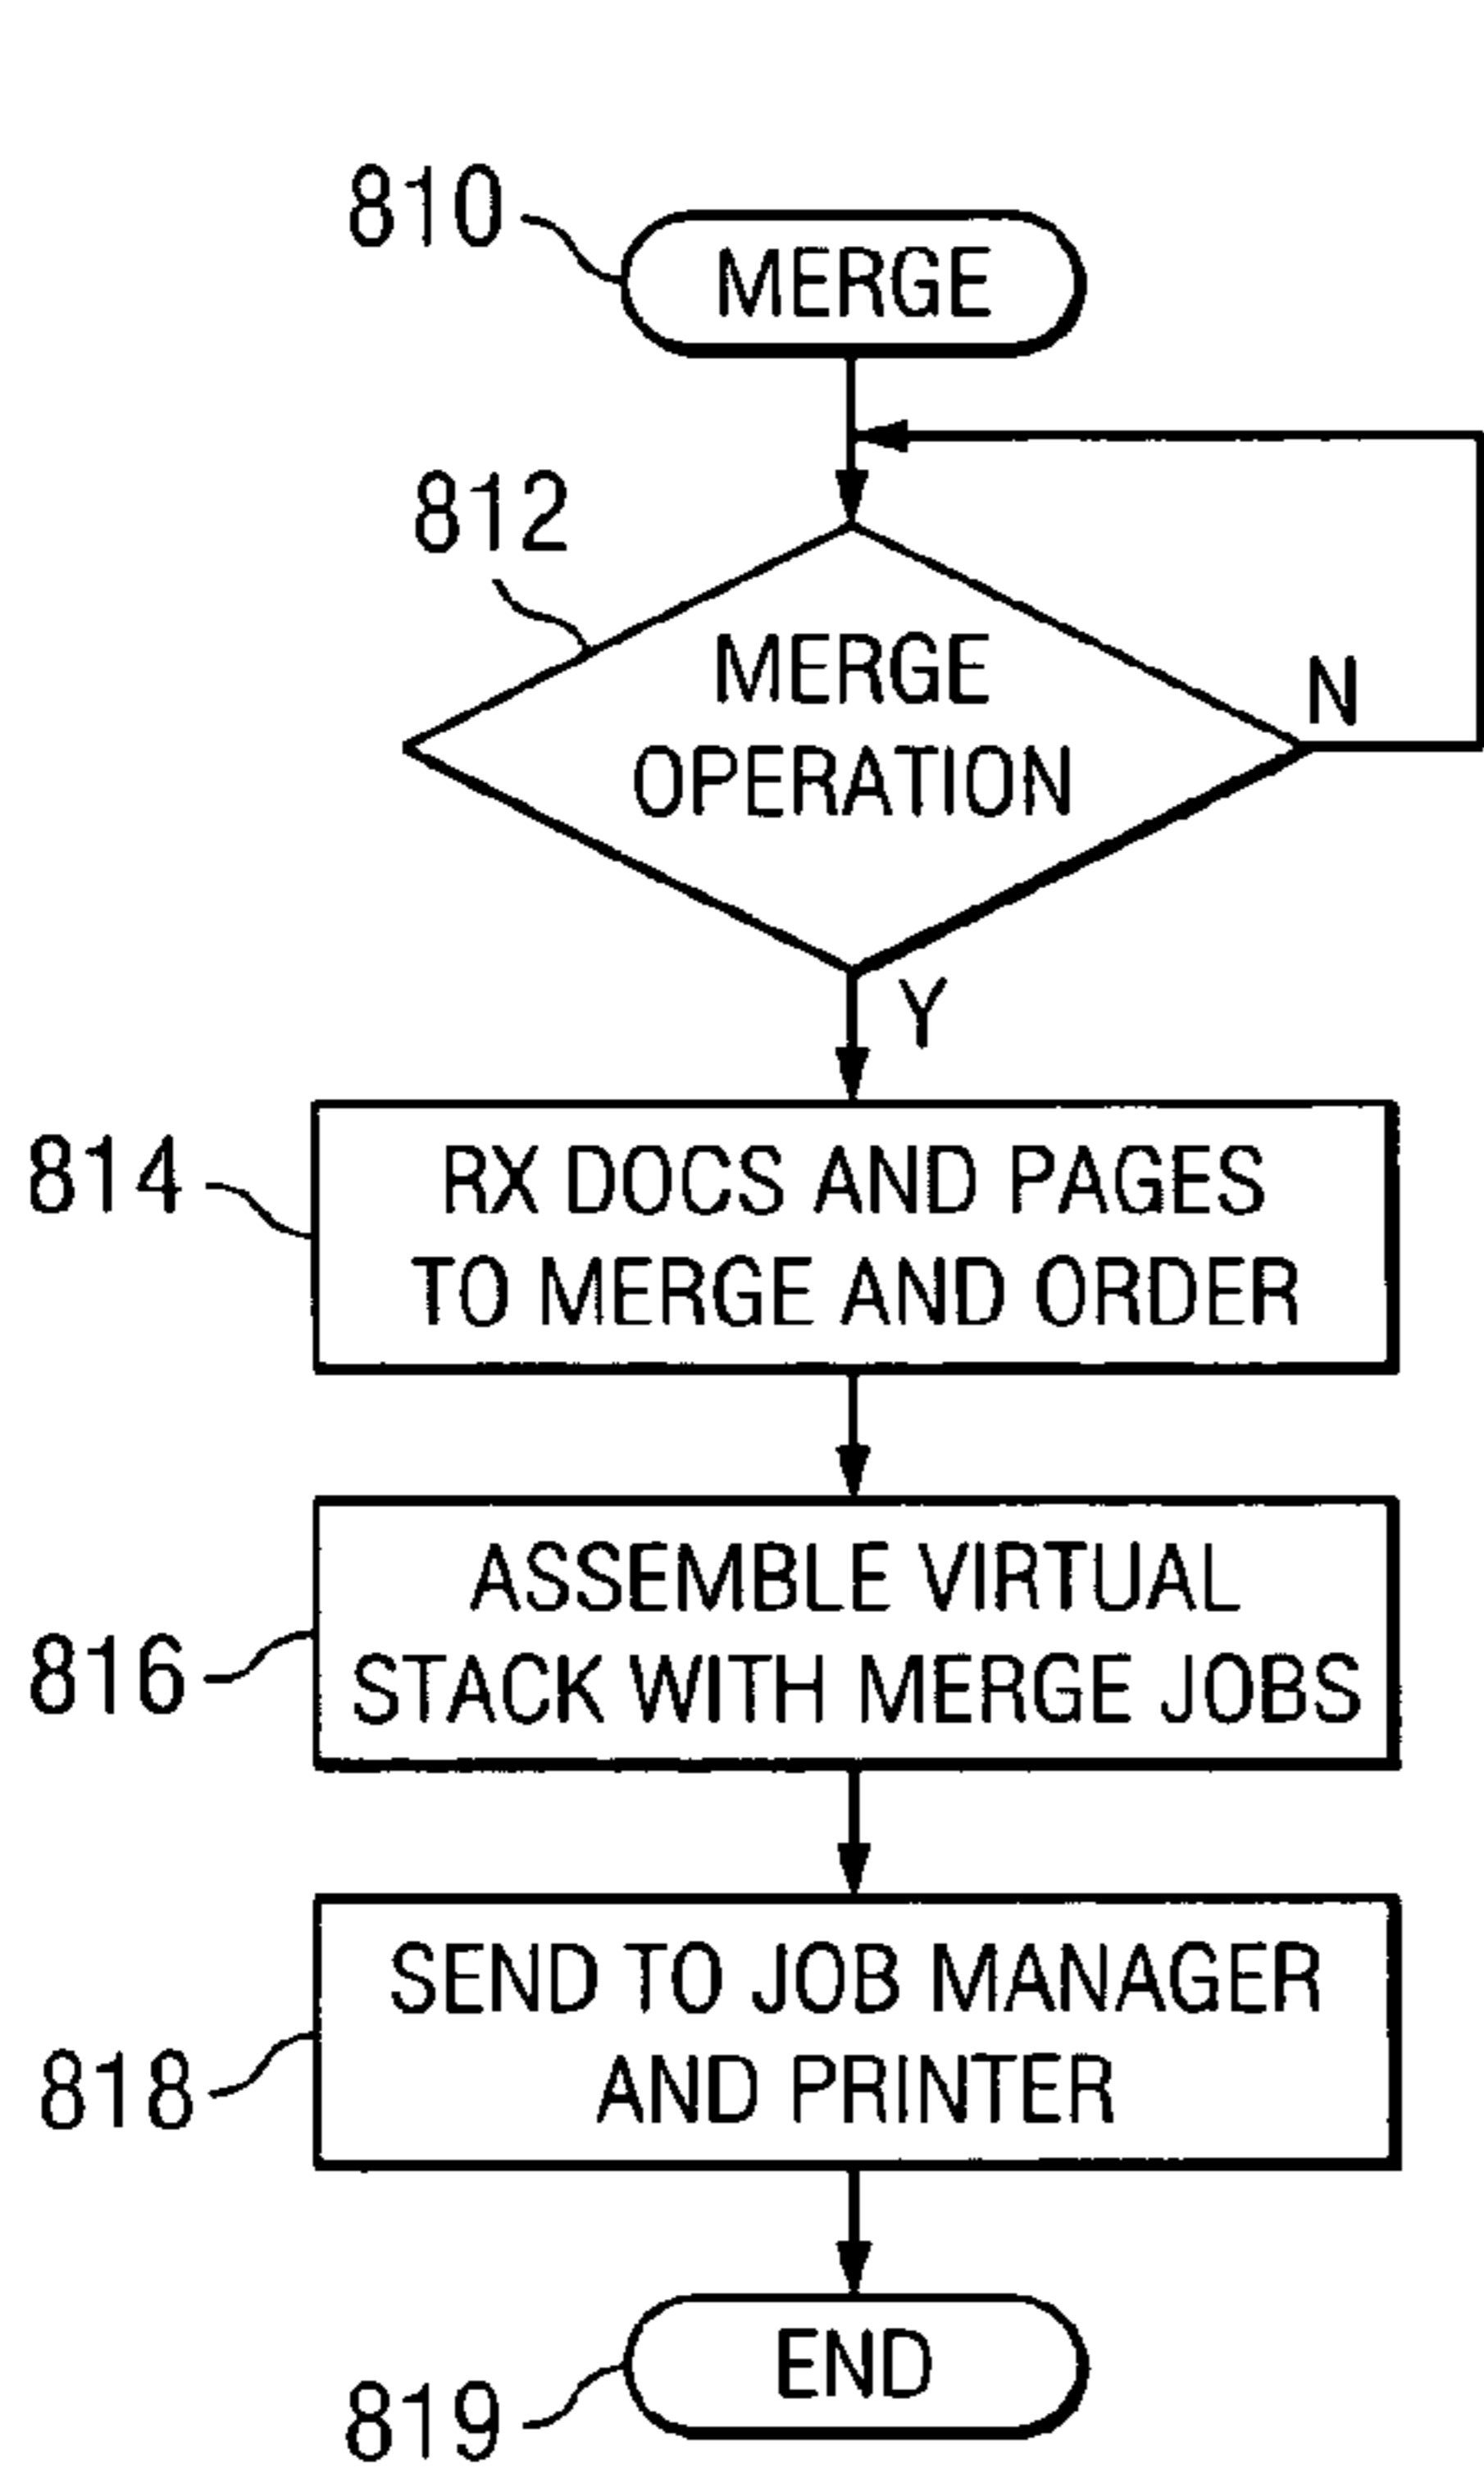 810
MERGE
812
MERGE
OPERATION
N
Y
814
RX DOCS AND PAGES
TO MERGE AND ORDER
816
ASSEMBLE VIRTUAL
STACK WITH MERGE JOBS
818
SEND TO JOB MANAGER
AND PRINTER
819
END